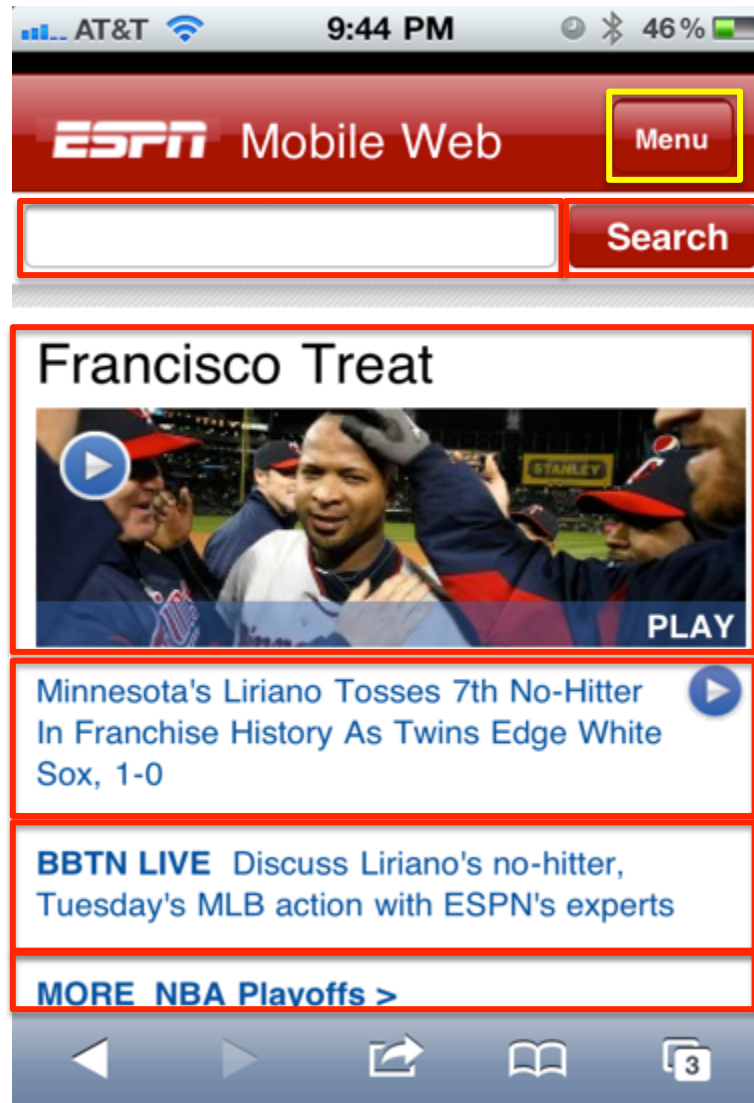 AT&T 9:44 PM 46%
ESPN Mobile Web Menu
Search
Francisco Treat
STANLEY
PLAY
Minnesota's Liriano Tosses 7th No-Hitter
In Franchise History As Twins Edge White
Sox, 1-0
BBTN LIVE Discuss Liriano's no-hitter,
Tuesday's MLB action with ESPN's experts
MORE NBA Playoffs >
3